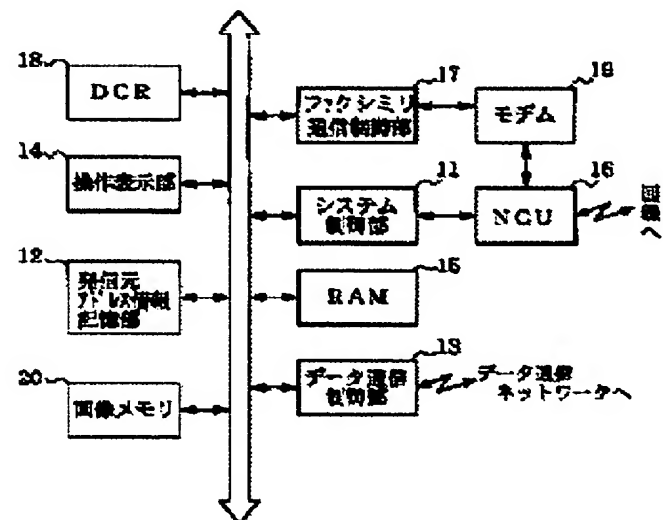 18
DCR
14
操作表示部
12
発信元
アドレス情報
記憶部
20
画像メモリ
17
ファクシミリ
通信制御部
19
モデム
11
システム
制御部
16
NCU
回線へ
15
RAM
13
データ通信
制御部
データ通信
ネットワークへ